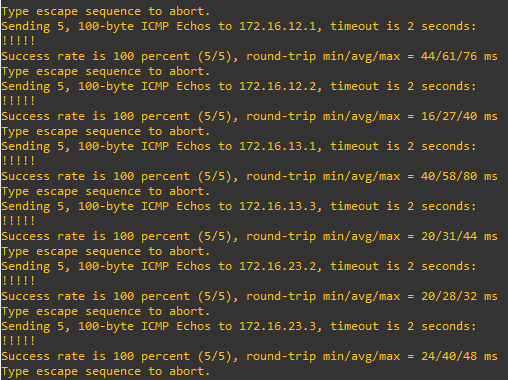 Type escape sequence to abort.
Sending 5, 100-byte ICMP Echos to 172.16.12.1, timeout is 2 seconds:
!!!!!
Success rate is 100 percent (5/5), round-trip min/avg/max = 44/61/76 ms
Type escape sequence to abort.
Sending 5, 100-byte ICMP Echos to 172.16.12.2, timeout is 2 seconds:
!!!!!
Success rate is 100 percent (5/5), round-trip min/avg/max = 16/27/40 ms
Type escape sequence to abort.
Sending 5, 100-byte ICMP Echos to 172.16.13.1, timeout is 2 seconds:
!!!!!
Success rate is 100 percent (5/5), round-trip min/avg/max = 40/58/80 ms
Type escape sequence to abort.
Sending 5, 100-byte ICMP Echos to 172.16.13.3, timeout is 2 seconds:
!!!!!
Success rate is 100 percent (5/5), round-trip min/avg/max = 20/31/44 ms
Type escape sequence to abort.
Sending 5, 100-byte ICMP Echos to 172.16.23.2, timeout is 2 seconds:
!!!!!
Success rate is 100 percent (5/5), round-trip min/avg/max = 20/28/32 ms
Type escape sequence to abort.
Sending 5, 100-byte ICMP Echos to 172.16.23.3, timeout is 2 seconds:
!!!!!
Success rate is 100 percent (5/5), round-trip min/avg/max = 24/40/48 ms
Type escape sequence to abort.